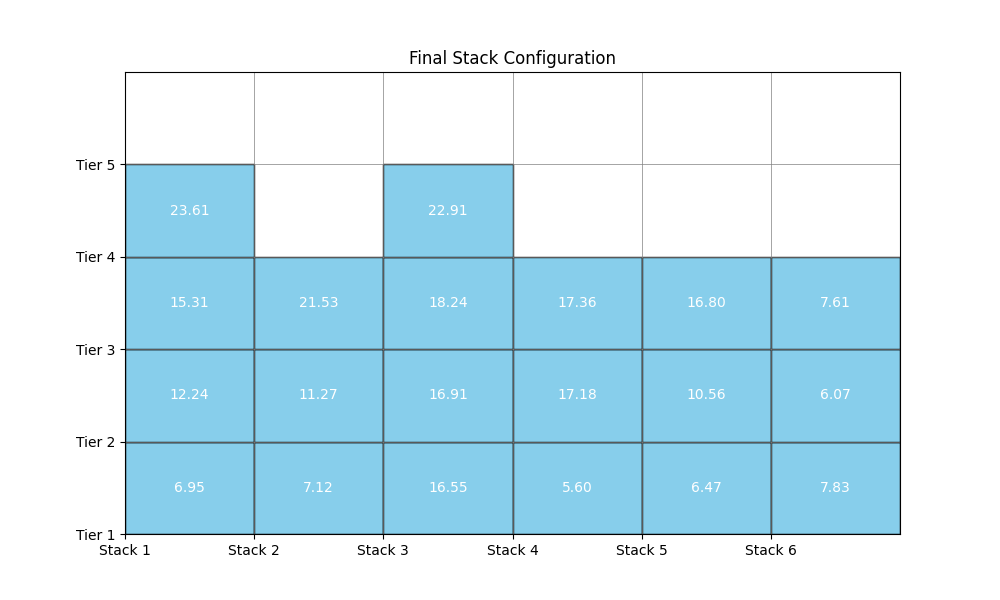 Final Stack Configuration
Tier 5
23.61 22.91
Tier 4
15.31 21.53 18.24 17.36 16.80 7.61
Tier 3
12.24 11.27 16.91 17.18 10.56 6.07
Tier 2
6.95 7.12 16.55 5.60 6.47 7.83
Tier 1
Stack 1 Stack 2 Stack 3 Stack 4 Stack 5 Stack 6